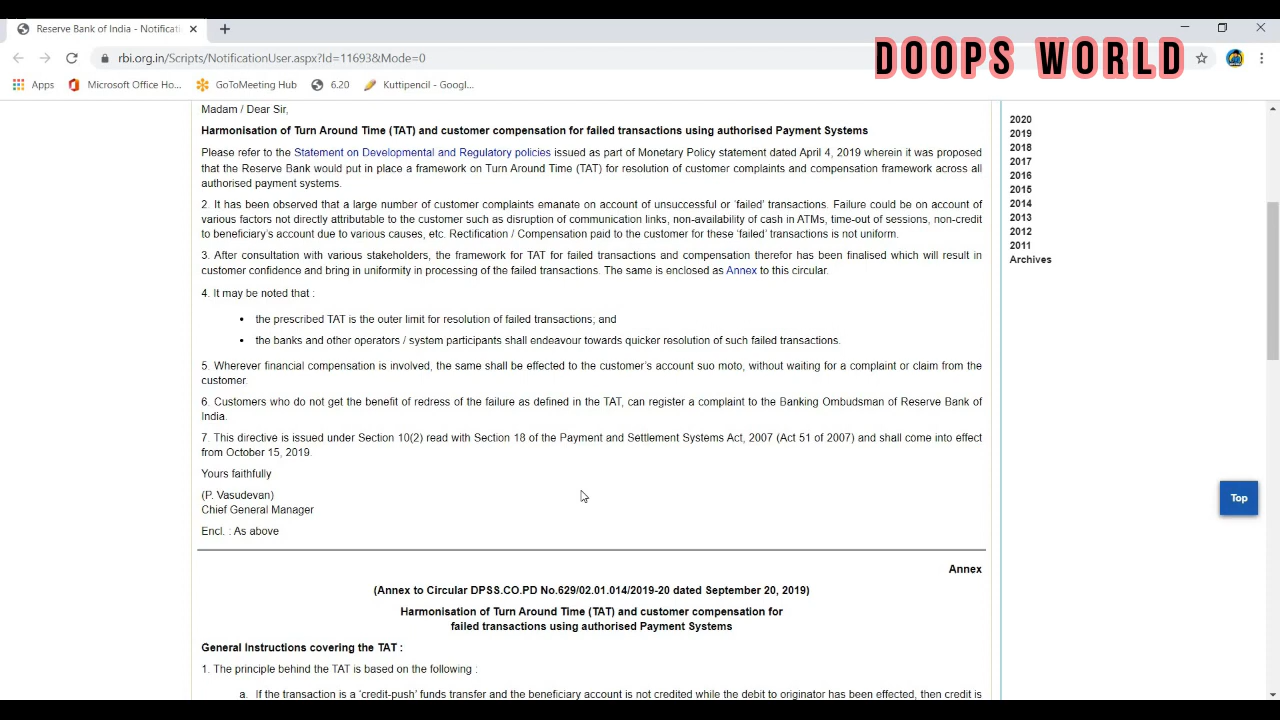 Reserve Bank of India - Notificati
DOOPS WORLD
rbi.org.in/Scripts/NotificationUser.aspx?Id=11693&Mode=0
Apps Microsoft Office Ho... GoToMeeting Hub 6.20 Kuttipencil - Googl...
Madam / Dear Sir,
Harmonisation of Turn Around Time (TAT) and customer compensation for failed transactions using authorised Payment Systems
Please refer to the Statement on Developmental and Regulatory policies issued as part of Monetary Policy statement dated April 4, 2019 wherein it was proposed
that the Reserve Bank would put in place a framework on Turn Around Time (TAT) for resolution of customer complaints and compensation framework across all
authorised payment systems.
2. It has been observed that a large number of customer complaints emanate on account of unsuccessful or ‘failed’ transactions. Failure could be on account of
various factors not directly attributable to the customer such as disruption of communication links, non-availability of cash in ATMs, time-out of sessions, non-credit
to beneficiary’s account due to various causes, etc. Rectification / Compensation paid to the customer for these ‘failed’ transactions is not uniform.
3. After consultation with various stakeholders, the framework for TAT for failed transactions and compensation therefor has been finalised which will result in
customer confidence and bring in uniformity in processing of the failed transactions. The same is enclosed as Annex to this circular.
4. It may be noted that :
• the prescribed TAT is the outer limit for resolution of failed transactions; and
• the banks and other operators / system participants shall endeavour towards quicker resolution of such failed transactions.
5. Wherever financial compensation is involved, the same shall be effected to the customer’s account suo moto, without waiting for a complaint or claim from the
customer.
6. Customers who do not get the benefit of redress of the failure as defined in the TAT, can register a complaint to the Banking Ombudsman of Reserve Bank of
India.
7. This directive is issued under Section 10(2) read with Section 18 of the Payment and Settlement Systems Act, 2007 (Act 51 of 2007) and shall come into effect
from October 15, 2019.
Yours faithfully
(P. Vasudevan)
Chief General Manager
Encl. : As above
Annex
(Annex to Circular DPSS.CO.PD No.629/02.01.014/2019-20 dated September 20, 2019)
Harmonisation of Turn Around Time (TAT) and customer compensation for
failed transactions using authorised Payment Systems
General Instructions covering the TAT :
1. The principle behind the TAT is based on the following :
a. If the transaction is a ‘credit-push’ funds transfer and the beneficiary account is not credited while the debit to originator has been effected, then credit is
2020
2019
2018
2017
2016
2015
2014
2013
2012
2011
Archives
Top